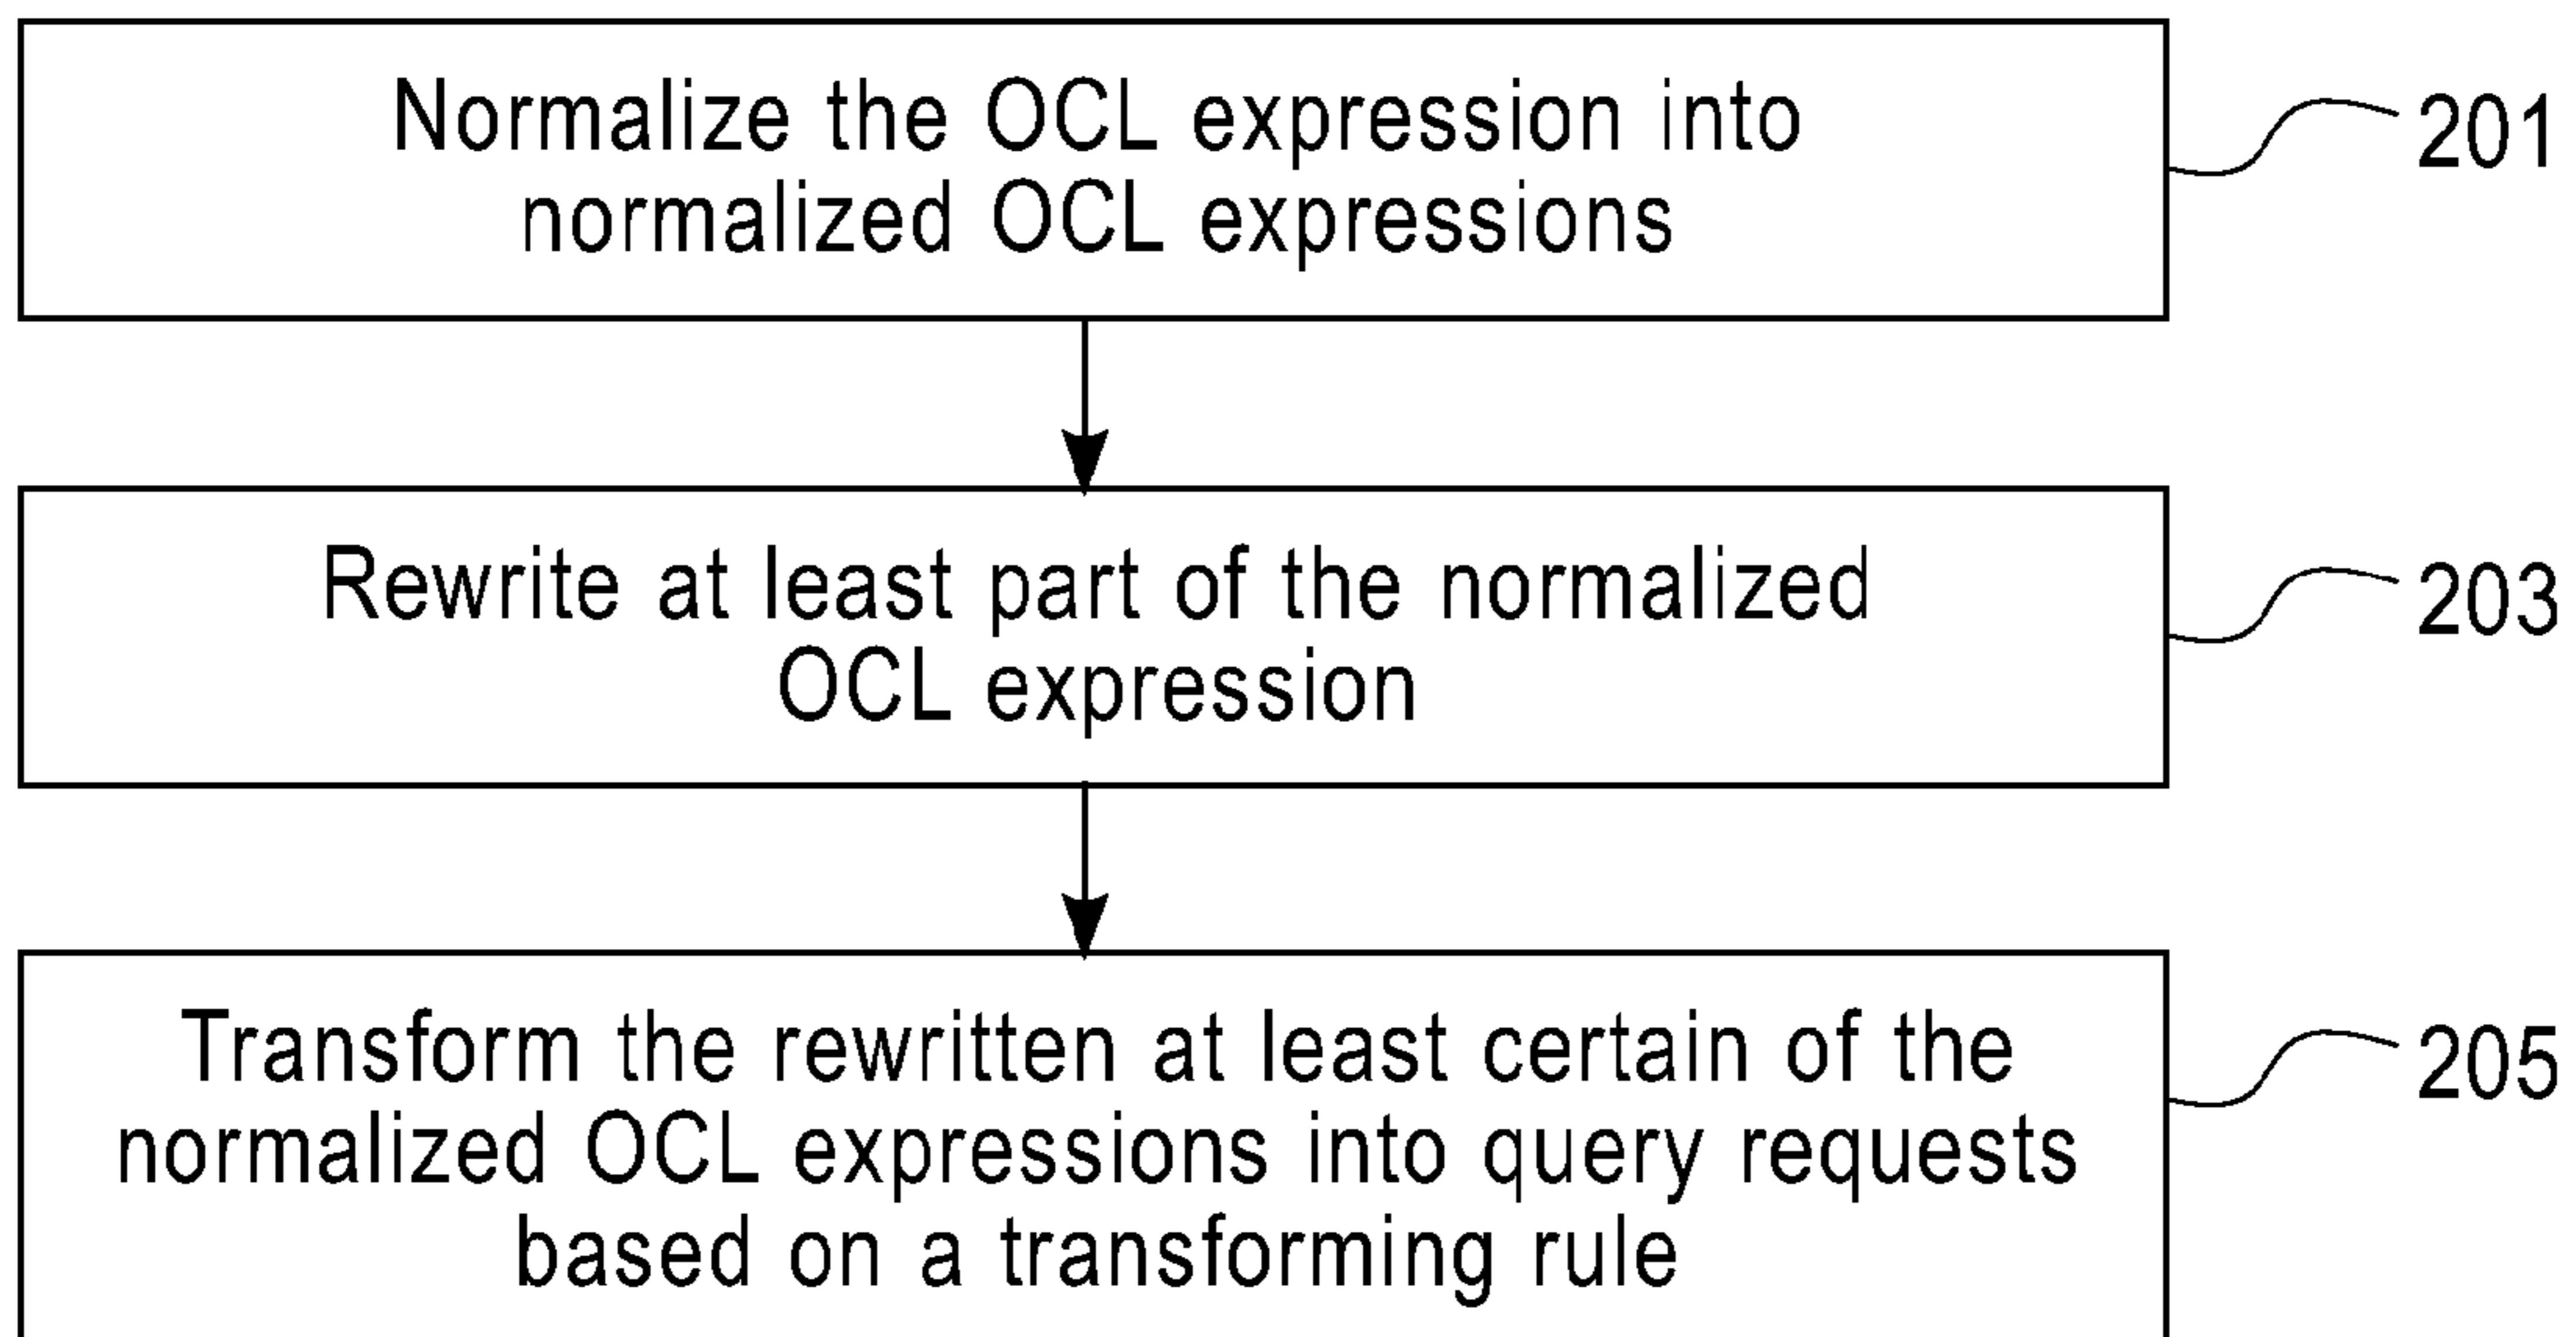 Normalize the OCL expression into
normalized OCL expressions
201
Rewrite at least part of the normalized
OCL expression
203
Transform the rewritten at least certain of the
normalized OCL expressions into query requests
based on a transforming rule
205